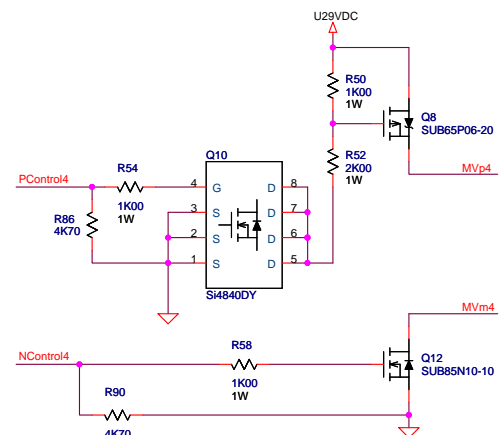 U29VDC
R50
1K00
1W
Q8
SUB65P06-20
R52
2K00
1W
MVp4
Q10
R54
PControl4
1K00
1W
R86
4K70
4 G D 8
3 S D 7
2 S D 6
1 S D 5
Si4840DY
MVm4
R58
NControl4
1K00
1W
Q12
SUB85N10-10
R90
4K70